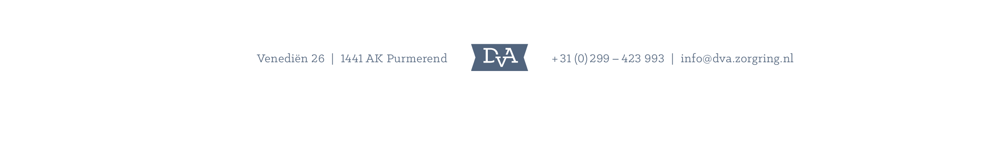 Venediën 26 | 1441 AK Purmerend DVA +31 (0)299 – 423 993 | info@dva.zorgring.nl